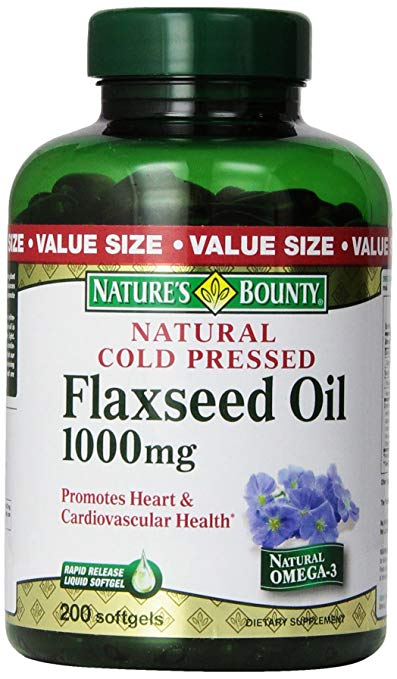 SIZE • VALUE SIZE • VALUE SIZE • VALUE
NATURE'S BOUNTY®
NATURAL
COLD PRESSED
Flaxseed Oil
1000mg
Promotes Heart &
Cardiovascular Health*
RAPID RELEASE
LIQUID SOFTGEL
NATURAL
OMEGA-3
200 softgels
DIETARY SUPPLEMENT